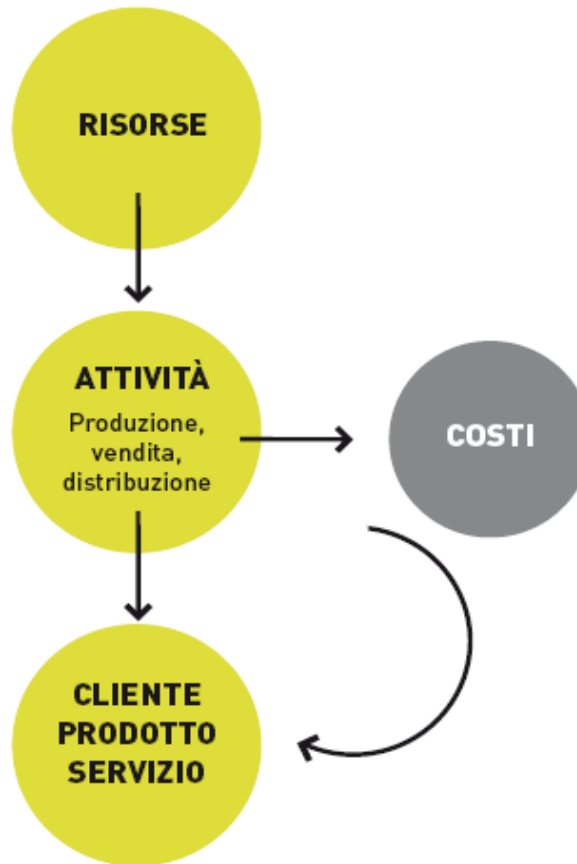 RISORSE
ATTIVITÀ
Produzione,
vendita,
distribuzione
COSTI
CLIENTE
PRODOTTO
SERVIZIO